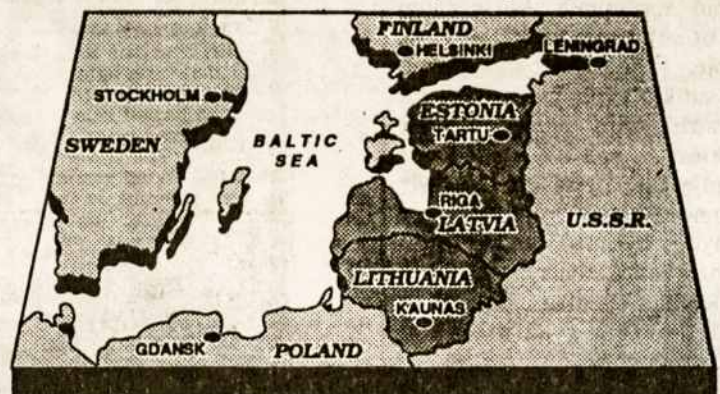 FINLAND
HELSINKI
LENINGRAD
STOCKHOLM
ESTONIA
TARTU
SWEDEN
BALTIC
SEA
RIGA
LATVIA
U.S.S.R.
LITHUANIA
KAUNAS
GDANSK
POLAND